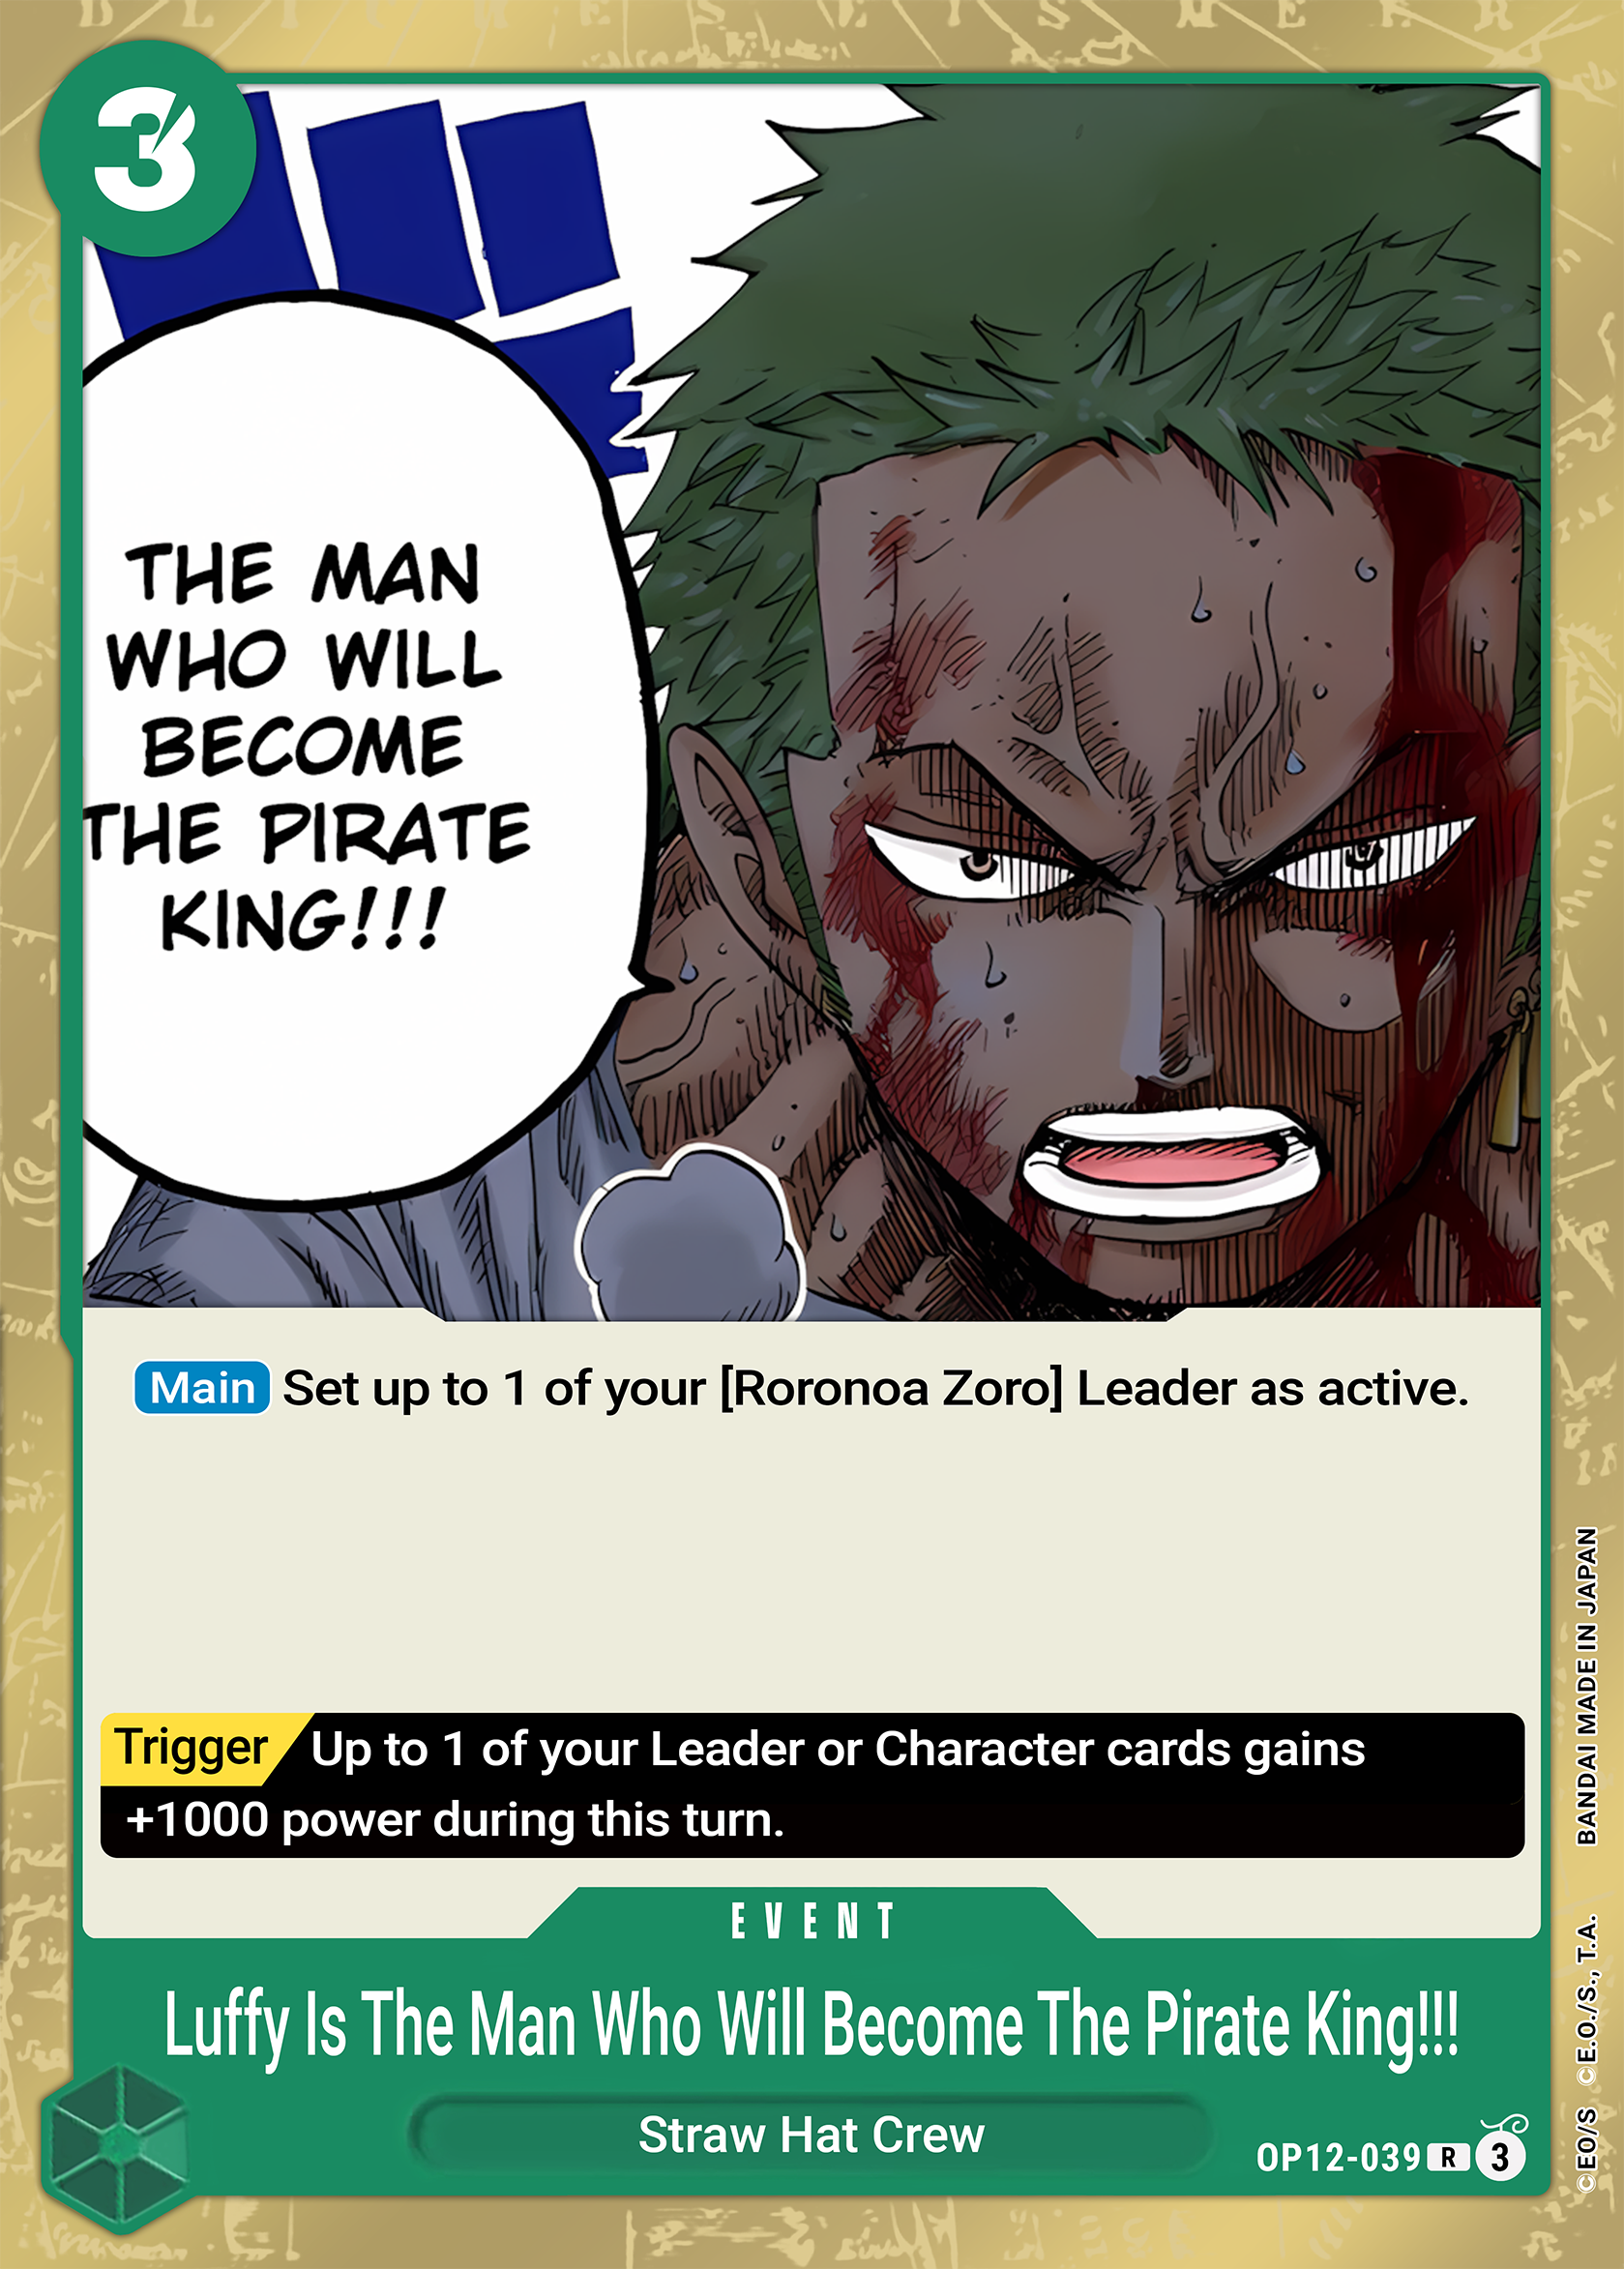 3
THE MAN
WHO WILL
BECOME
THE PIRATE
KING!!!
Main Set up to 1 of your [Roronoa Zoro] Leader as active.
Trigger Up to 1 of your Leader or Character cards gains
+1000 power during this turn.
EVENT
Luffy Is The Man Who Will Become The Pirate King!!!
Straw Hat Crew
OP12-039 R 3
©EO/S ©E.O./S., T.A. BANDAI MADE IN JAPAN